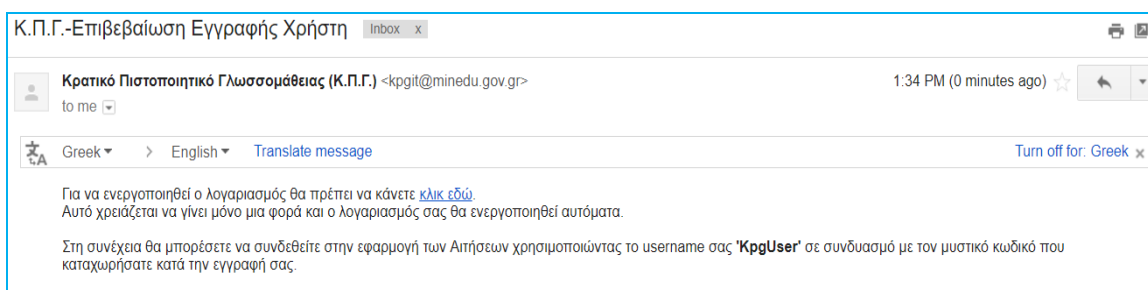 Κ.Π.Γ.-Επιβεβαίωση Εγγραφής Χρήστη Inbox x
Κρατικό Πιστοποιητικό Γλωσσομάθειας (Κ.Π.Γ.) <kpgit@minedu.gov.gr> 1:34 PM (0 minutes ago)
to me
Greek > English Translate message Turn off for: Greek x
Για να ενεργοποιηθεί ο λογαριασμός θα πρέπει να κάνετε κλικ εδώ.
Αυτό χρειάζεται να γίνει μόνο μια φορά και ο λογαριασμός σας θα ενεργοποιηθεί αυτόματα.
Στη συνέχεια θα μπορέσετε να συνδεθείτε στην εφαρμογή των Αιτήσεων χρησιμοποιώντας το username σας 'KpgUser' σε συνδυασμό με τον μυστικό κωδικό που
καταχωρήσατε κατά την εγγραφή σας.